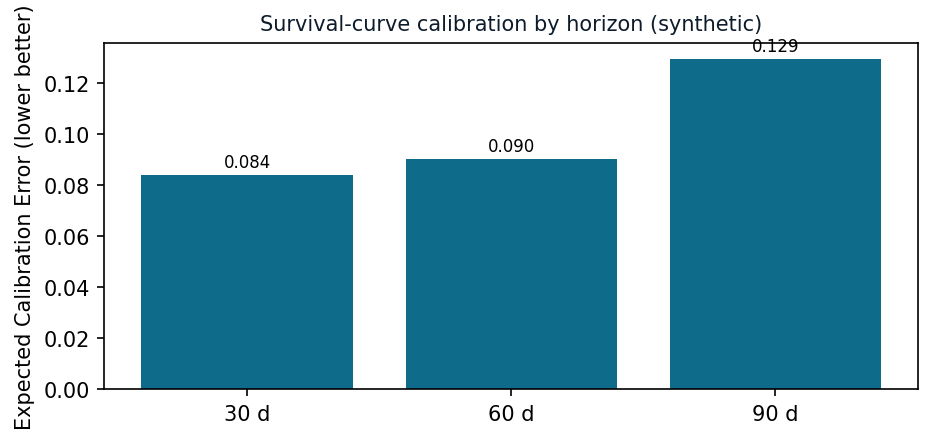 Survival-curve calibration by horizon (synthetic)
Expected Calibration Error (lower better)
0.12
0.10
0.08
0.06
0.04
0.02
0.00
0.084
0.090
0.129
30 d
60 d
90 d